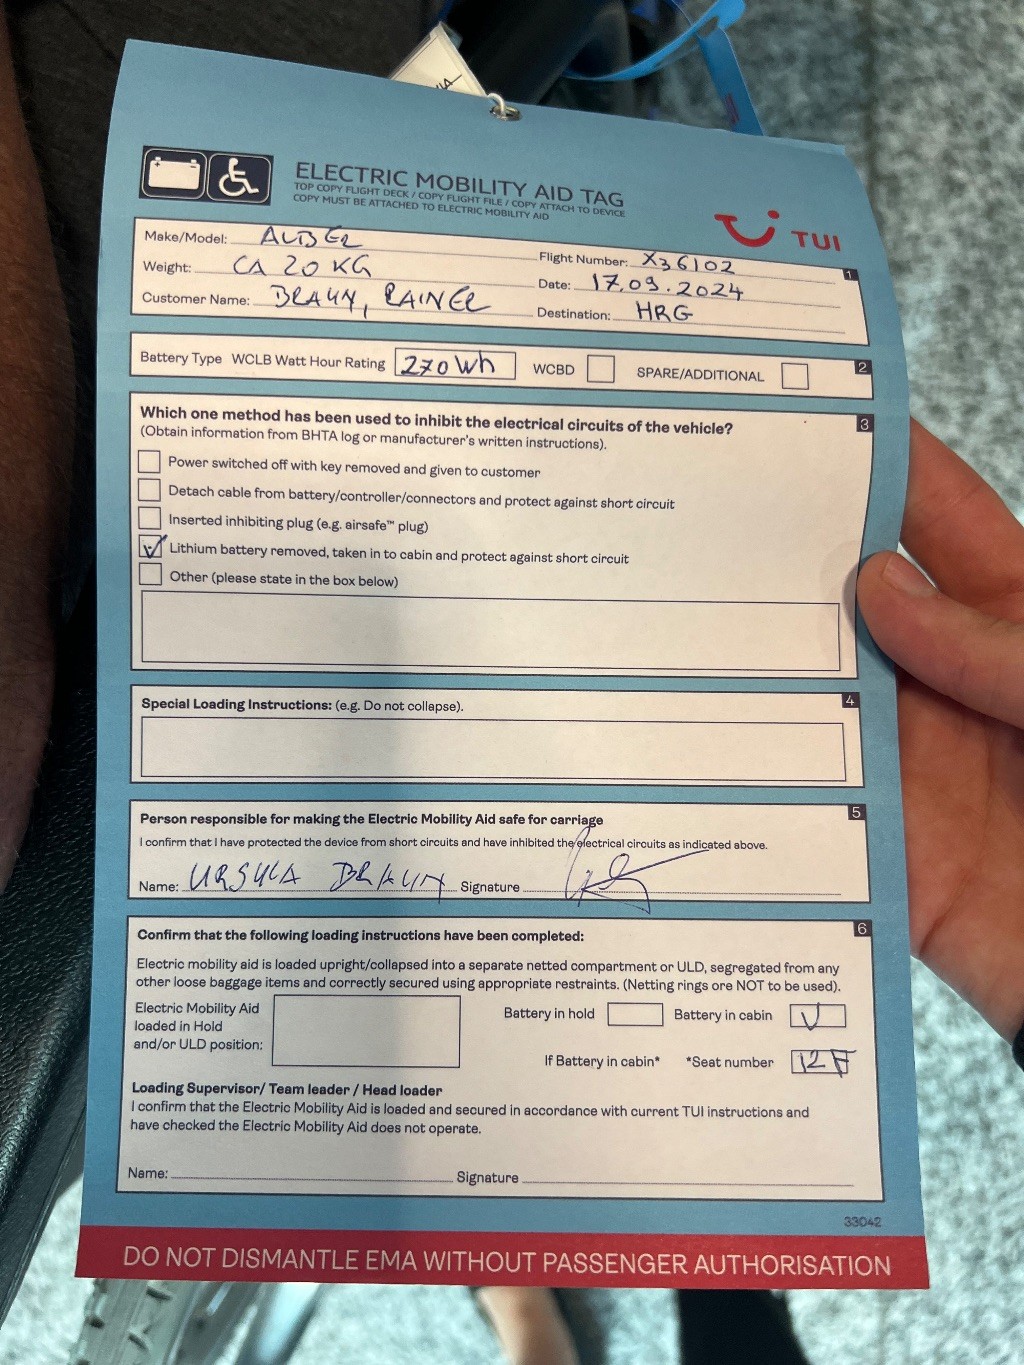 ELECTRIC MOBILITY AID TAG
TOP COPY FLIGHT DECK / COPY FLIGHT FILE / COPY ATTACH TO DEVICE
COPY MUST BE ATTACHED TO ELECTRIC MOBILITY AID
TUI
1
Make/Model: ALBER
Weight: CA 20 KG
Customer Name: BRAUN, RAINER
Flight Number: X36102
Date: 17.09.2024
Destination: HRG
2
Battery Type WCLB Watt Hour Rating 270 Wh WCBD SPARE/ADDITIONAL
3
Which one method has been used to inhibit the electrical circuits of the vehicle?
(Obtain information from BHTA log or manufacturer's written instructions).
Power switched off with key removed and given to customer
Detach cable from battery/controller/connectors and protect against short circuit
Inserted inhibiting plug (e.g. airsafe™ plug)
Lithium battery removed, taken in to cabin and protect against short circuit
Other (please state in the box below)
4
Special Loading Instructions: (e.g. Do not collapse).
5
Person responsible for making the Electric Mobility Aid safe for carriage
I confirm that I have protected the device from short circuits and have inhibited the electrical circuits as indicated above.
Name: URSULA BRAUN Signature
6
Confirm that the following loading instructions have been completed:
Electric mobility aid is loaded upright/collapsed into a separate netted compartment or ULD, segregated from any
other loose baggage items and correctly secured using appropriate restraints. (Netting rings are NOT to be used).
Electric Mobility Aid
loaded in Hold
and/or ULD position:
Battery in hold Battery in cabin
If Battery in cabin* *Seat number 12F
Loading Supervisor/ Team leader / Head loader
I confirm that the Electric Mobility Aid is loaded and secured in accordance with current TUI instructions and
have checked the Electric Mobility Aid does not operate.
Name: Signature
33042
DO NOT DISMANTLE EMA WITHOUT PASSENGER AUTHORISATION